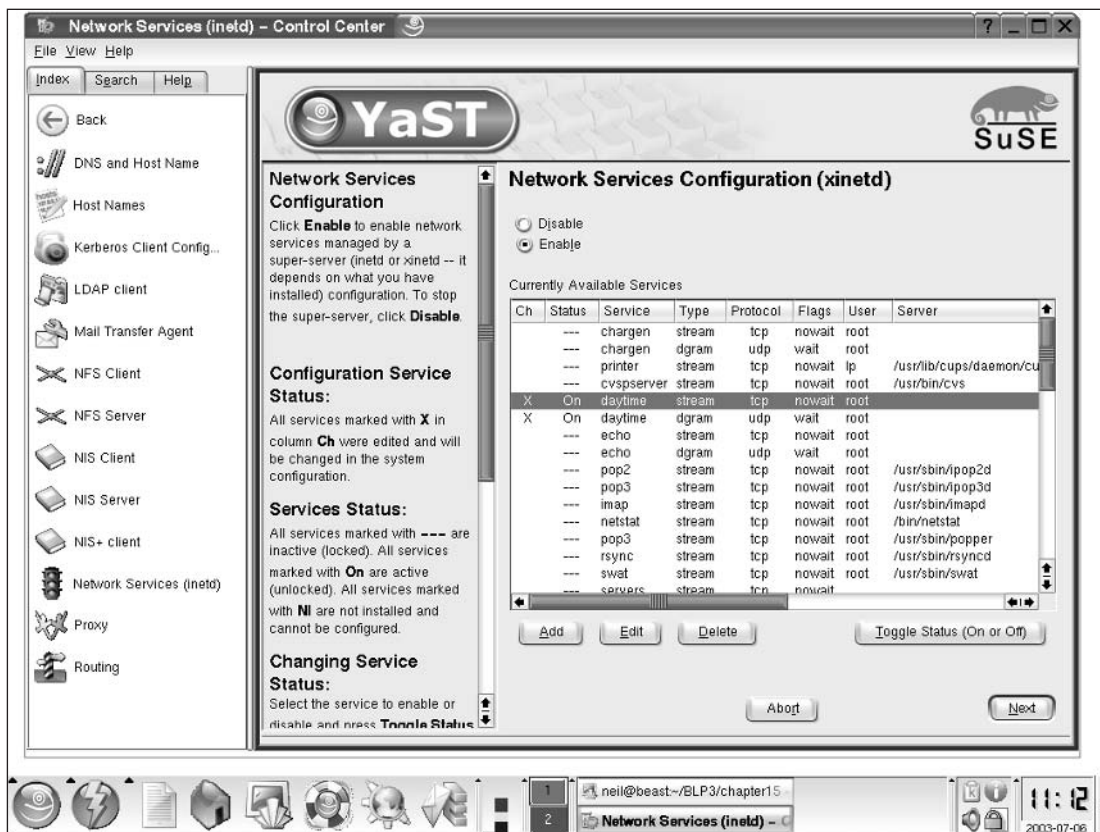 Network Services (inetd) – Control Center
File View Help
Index Search Help
Back
DNS and Host Name
Host Names
Kerberos Client Config...
LDAP client
Mail Transfer Agent
NFS Client
NFS Server
NIS Client
NIS Server
NIS+ client
Network Services (inetd)
Proxy
Routing
YaST
SuSE
Network Services
Configuration
Click Enable to enable network
services managed by a
super-server (inetd or xinetd -- it
depends on what you have
installed) configuration. To stop
the super-server, click Disable.
Configuration Service
Status:
All services marked with X in
column Ch were edited and will
be changed in the system
configuration.
Services Status:
All services marked with --- are
inactive (locked). All services
marked with On are active
(unlocked). All services marked
with NI are not installed and
cannot be configured.
Changing Service
Status:
Select the service to enable or
disable and press Toggle Status
Network Services Configuration (xinetd)
Disable
Enable
Currently Available Services
Ch Status Service Type Protocol Flags User Server
--- chargen stream tcp nowait root
--- chargen dgram udp wait root
--- printer stream tcp nowait lp /usr/lib/cups/daemon/cu
--- cvspserver stream tcp nowait root /usr/bin/cvs
X On daytime stream tcp nowait root
X On daytime dgram udp wait root
--- echo stream tcp nowait root
--- echo dgram udp wait root
--- pop2 stream tcp nowait root /usr/sbin/ipop2d
--- pop3 stream tcp nowait root /usr/sbin/ipop3d
--- imap stream tcp nowait root /usr/sbin/imapd
--- netstat stream tcp nowait root /bin/netstat
--- pop3 stream tcp nowait root /usr/sbin/popper
--- rsync stream tcp nowait root /usr/sbin/rsyncd
--- swat stream tcp nowait root /usr/sbin/swat
--- servers stream tcp nowait
Add Edit Delete Toggle Status (On or Off)
Abort Next
1 neil@beast:~/BLP3/chapter15
2 Network Services (inetd) – C
11:12
2003-07-06